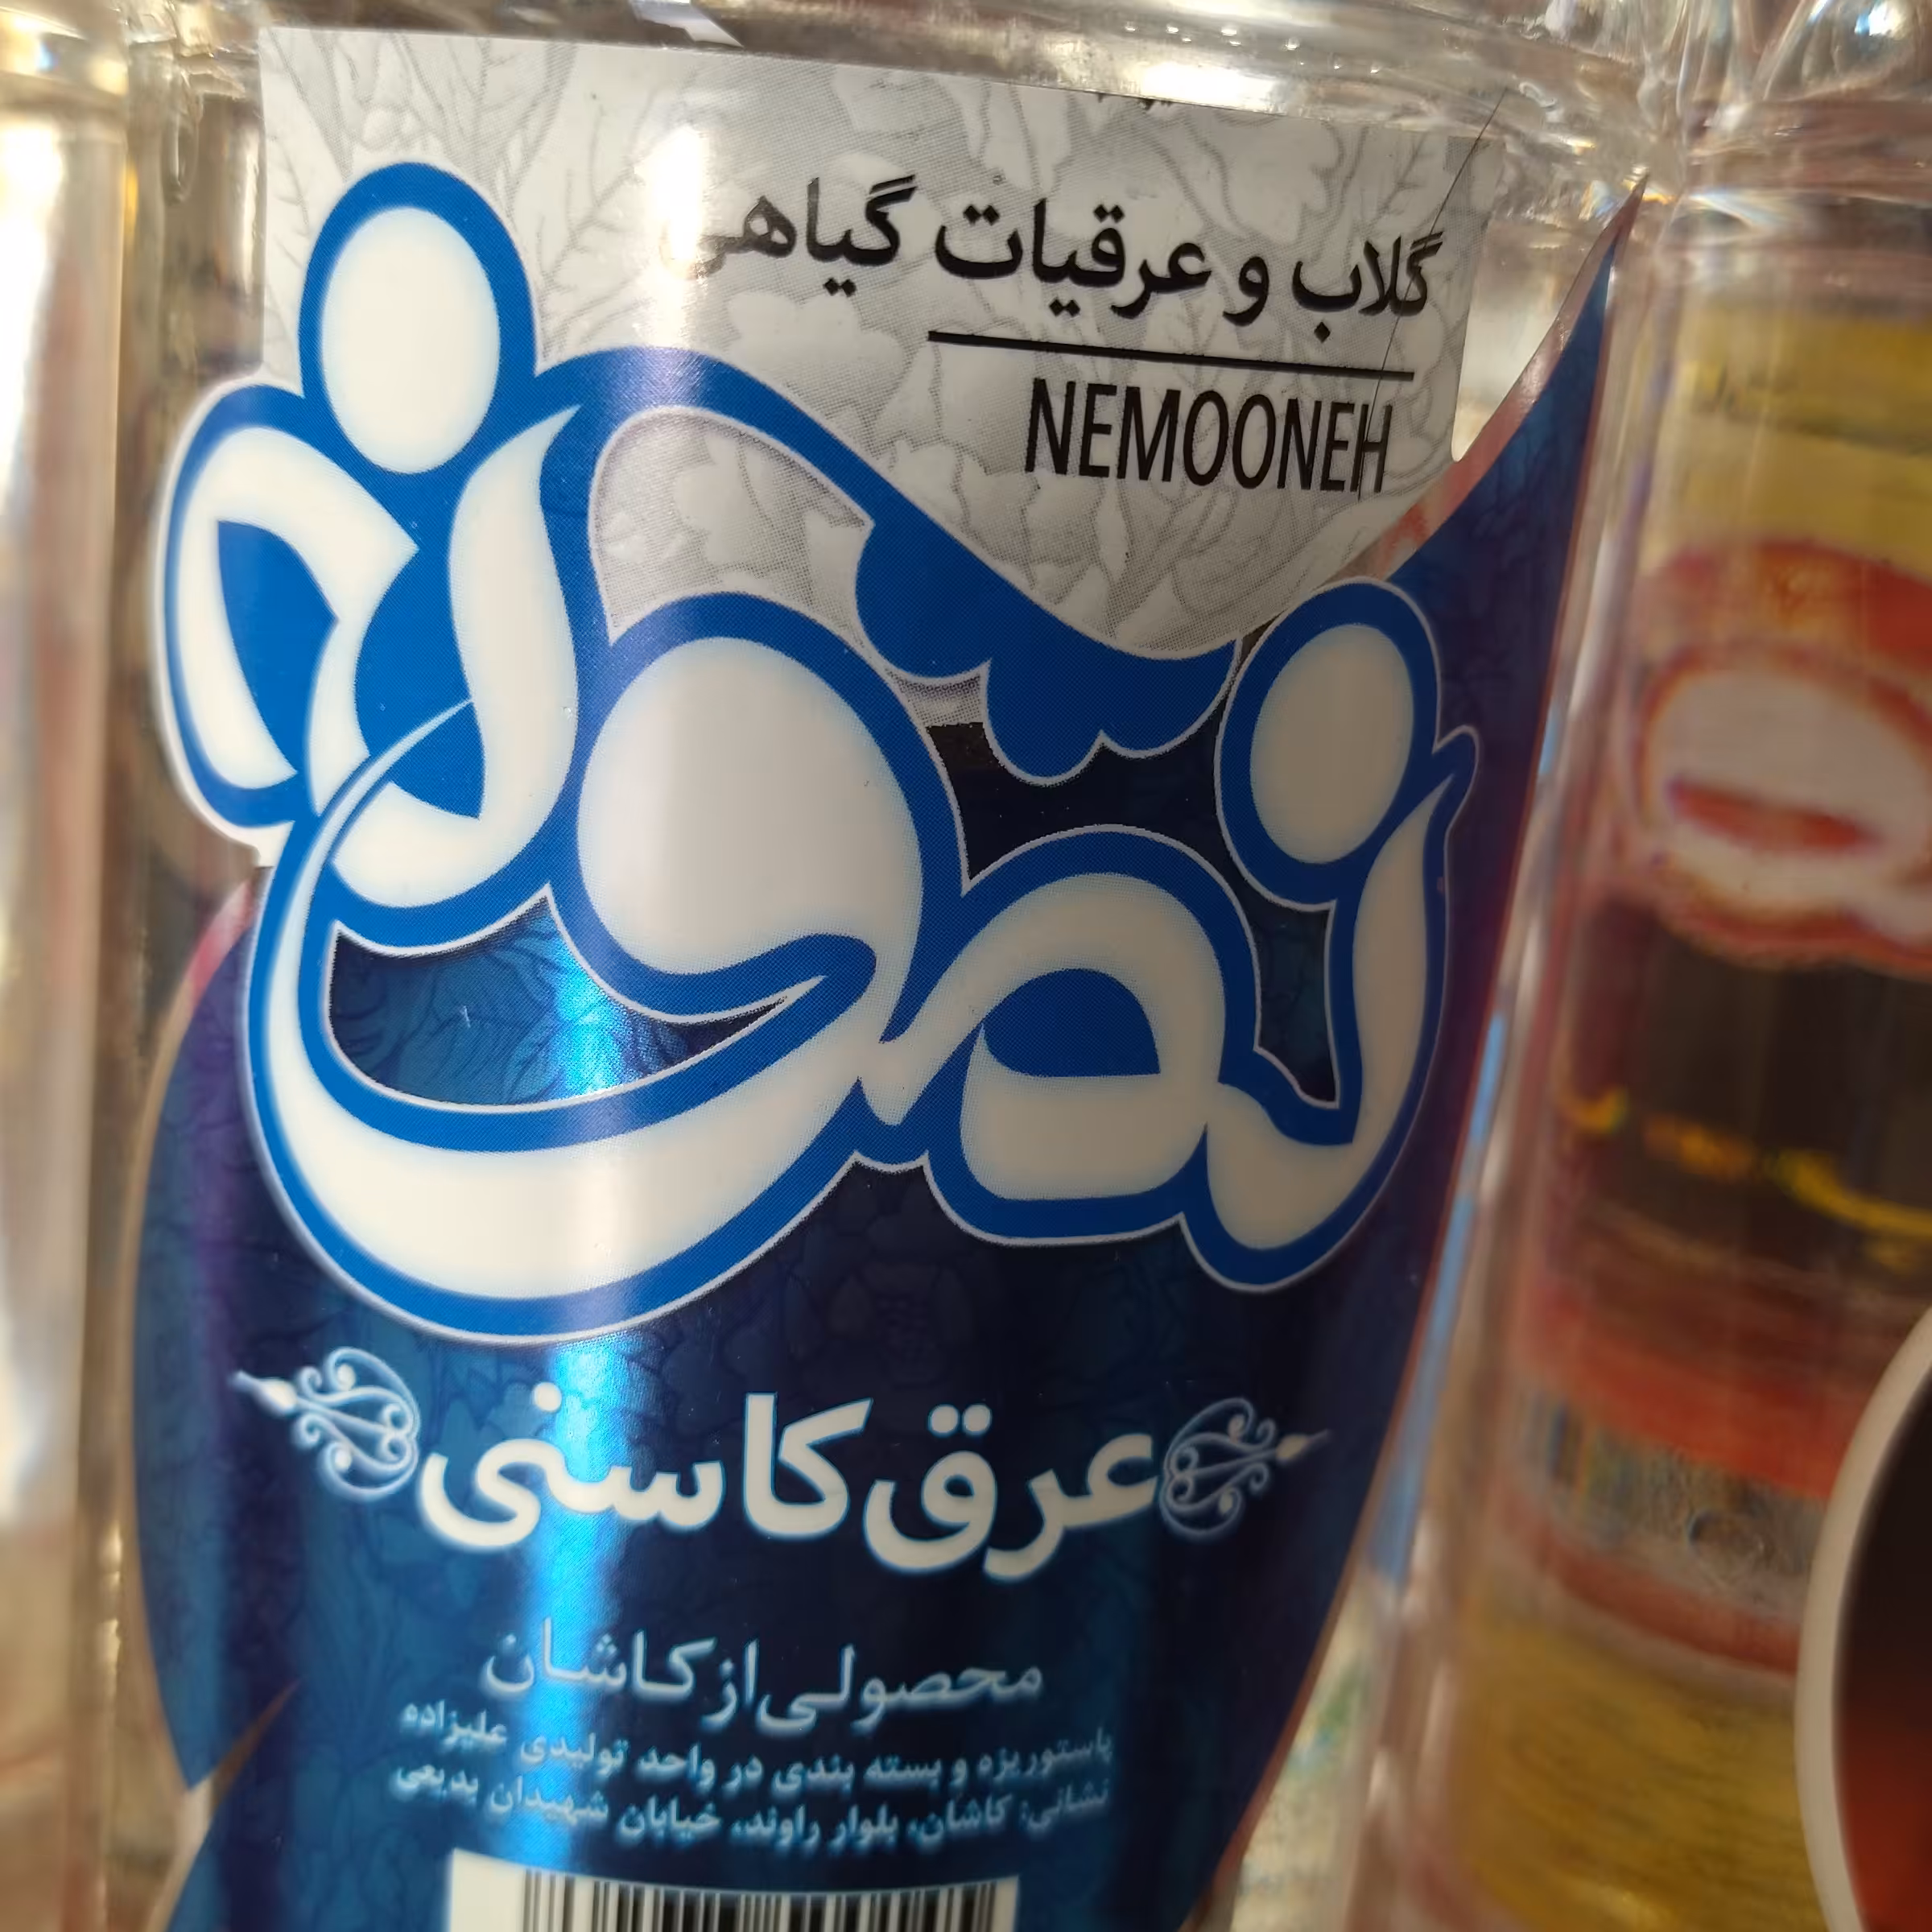 گلاب و عرقیات گیاهی
NEMOONEH
نمونه
عرق کاسنی
محصولی از کاشان
پاستوریزه و بسته بندی در واحد تولیدی علیزاده
نشانی: کاشان، بلوار راوند، خیابان شهیدان بدیعی